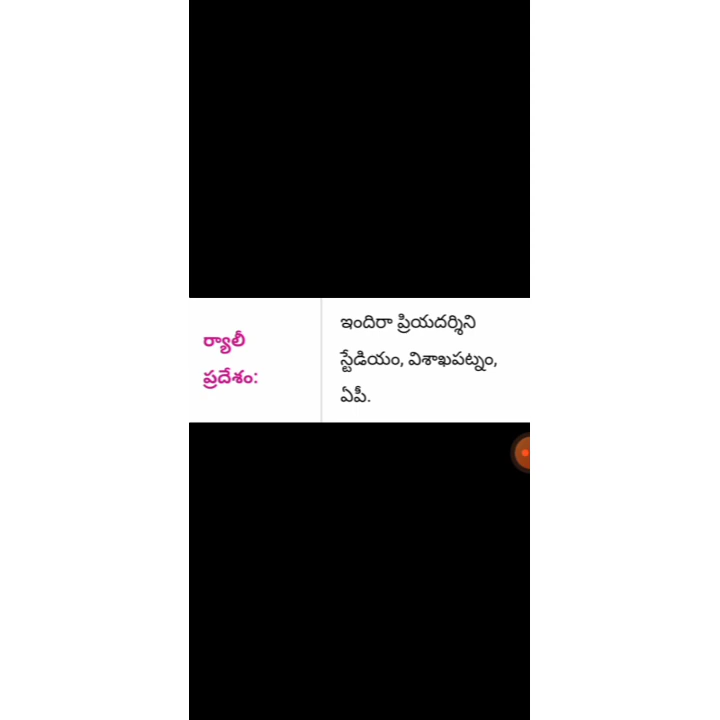 ర్యాలీ
ప్రదేశం:
ఇందిరా ప్రియదర్శిని
స్టేడియం, విశాఖపట్నం,
ఏపీ.